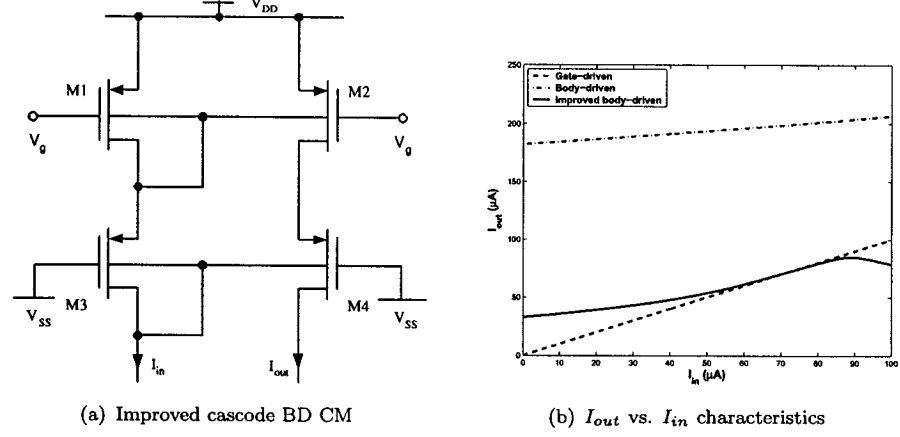 V_DD
M1
M2
V_g
V_g
M3
M4
V_SS
V_SS
I_in
I_out
(a) Improved cascode BD CM
250
200
150
100
50
0
I_out (μA)
Gate-driven
Body-driven
Improved body-driven
0 10 20 30 40 50 60 70 80 90 100
I_in (μA)
(b) I_out vs. I_in characteristics